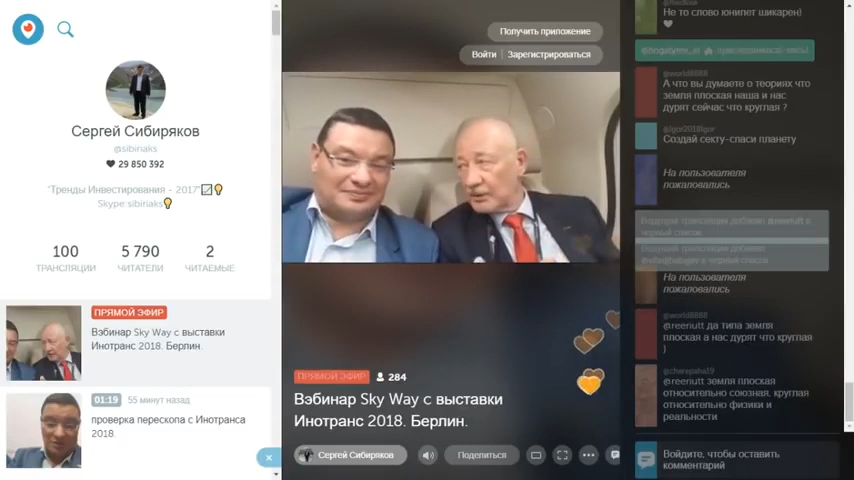 Сергей Сибиряков
@sibiriaks
29 850 392
"Тренды Инвестирования - 2017"
Skype sibiriaks
100
5 790
2
ТРАНСЛЯЦИИ
ЧИТАТЕЛИ
ЧИТАЕМЫЕ
ПРЯМОЙ ЭФИР
Вэбинар Sky Way с выставки
Инотранс 2018. Берлин.
01:19 55 минут назад
проверка перескопа с Инотранса
2018.
Получить приложение
Войти
Зарегистрироваться
ПРЯМОЙ ЭФИР
284
Вэбинар Sky Way с выставки
Инотранс 2018. Берлин.
Сергей Сибиряков
Поделиться
Не то слово юнипет шикарен)
@world8888
А что вы думаете о теориях что
земля плоская наша и нас
дурят сейчас что круглая ?
@Igor2018Igor
Создай секту-спаси планету
На пользователя
пожаловались
На пользователя
пожаловались
@world8888
@reeriutt да типа земля
плоская а нас дурят что круглая
)
@cherepaha19
@reeriutt земля плоская
относительно союзная. круглая
относительно физики и
реальности
Войдите, чтобы оставить
комментарий